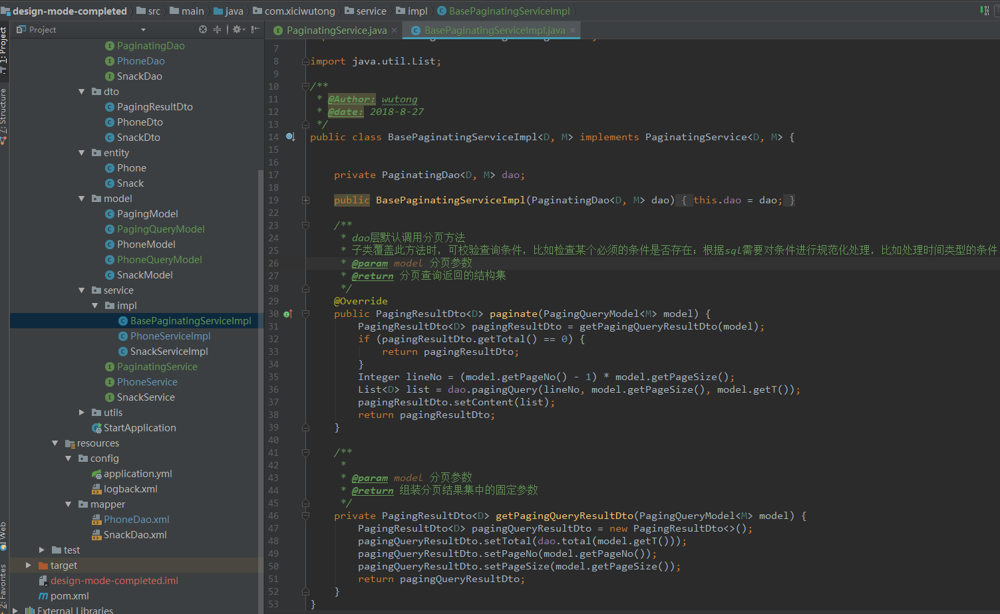 design-mode-completed src main java com.xiciwutong service impl BasePaginatingServiceImpl
1: Project
7: Structure
Web
2: Favorites
Project
PaginatingDao
PhoneDao
SnackDao
dto
PagingResultDto
PhoneDto
SnackDto
entity
Phone
Snack
model
PagingModel
PagingQueryModel
PhoneModel
PhoneQueryModel
SnackModel
service
impl
BasePaginatingServiceImpl
PhoneServiceImpl
SnackServiceImpl
PaginatingService
PhoneService
SnackService
utils
StartApplication
resources
config
application.yml
logback.xml
mapper
PhoneDao.xml
SnackDao.xml
test
target
design-mode-completed.iml
pom.xml
External Libraries
PaginatingService.java BasePaginatingServiceImpl.java
7
8 import java.util.List;
9
10 /**
11 * @Author: wutong
12 * @date: 2018-8-27
13 */
14 public class BasePaginatingServiceImpl<D, M> implements PaginatingService<D, M> {
15
16
17 private PaginatingDao<D, M> dao;
18
19 public BasePaginatingServiceImpl(PaginatingDao<D, M> dao) { this.dao = dao; }
22
23 /**
24 * dao层默认调用分页方法
25 * 子类覆盖此方法时，可校验查询条件，比如检查某个必须的条件是否存在；根据sql需要对条件进行规范化处理，比如处理时间类型的条件
26 * @param model 分页参数
27 * @return 分页查询返回的结构集
28 */
29 @Override
30 public PagingResultDto<D> paginate(PagingQueryModel<M> model) {
31 PagingResultDto<D> pagingResultDto = getPagingQueryResultDto(model);
32 if (pagingResultDto.getTotal() == 0) {
33 return pagingResultDto;
34 }
35 Integer lineNo = (model.getPageNo() - 1) * model.getPageSize();
36 List<D> list = dao.pagingQuery(lineNo, model.getPageSize(), model.getT());
37 pagingResultDto.setContent(list);
38 return pagingResultDto;
39 }
40
41 /**
42 *
43 * @param model 分页参数
44 * @return 组装分页结果集中的固定参数
45 */
46 private PagingResultDto<D> getPagingQueryResultDto(PagingQueryModel<M> model) {
47 PagingResultDto<D> pagingQueryResultDto = new PagingResultDto<>();
48 pagingQueryResultDto.setTotal(dao.total(model.getT()));
49 pagingQueryResultDto.setPageNo(model.getPageNo());
50 pagingQueryResultDto.setPageSize(model.getPageSize());
51 return pagingQueryResultDto;
52 }
53 }